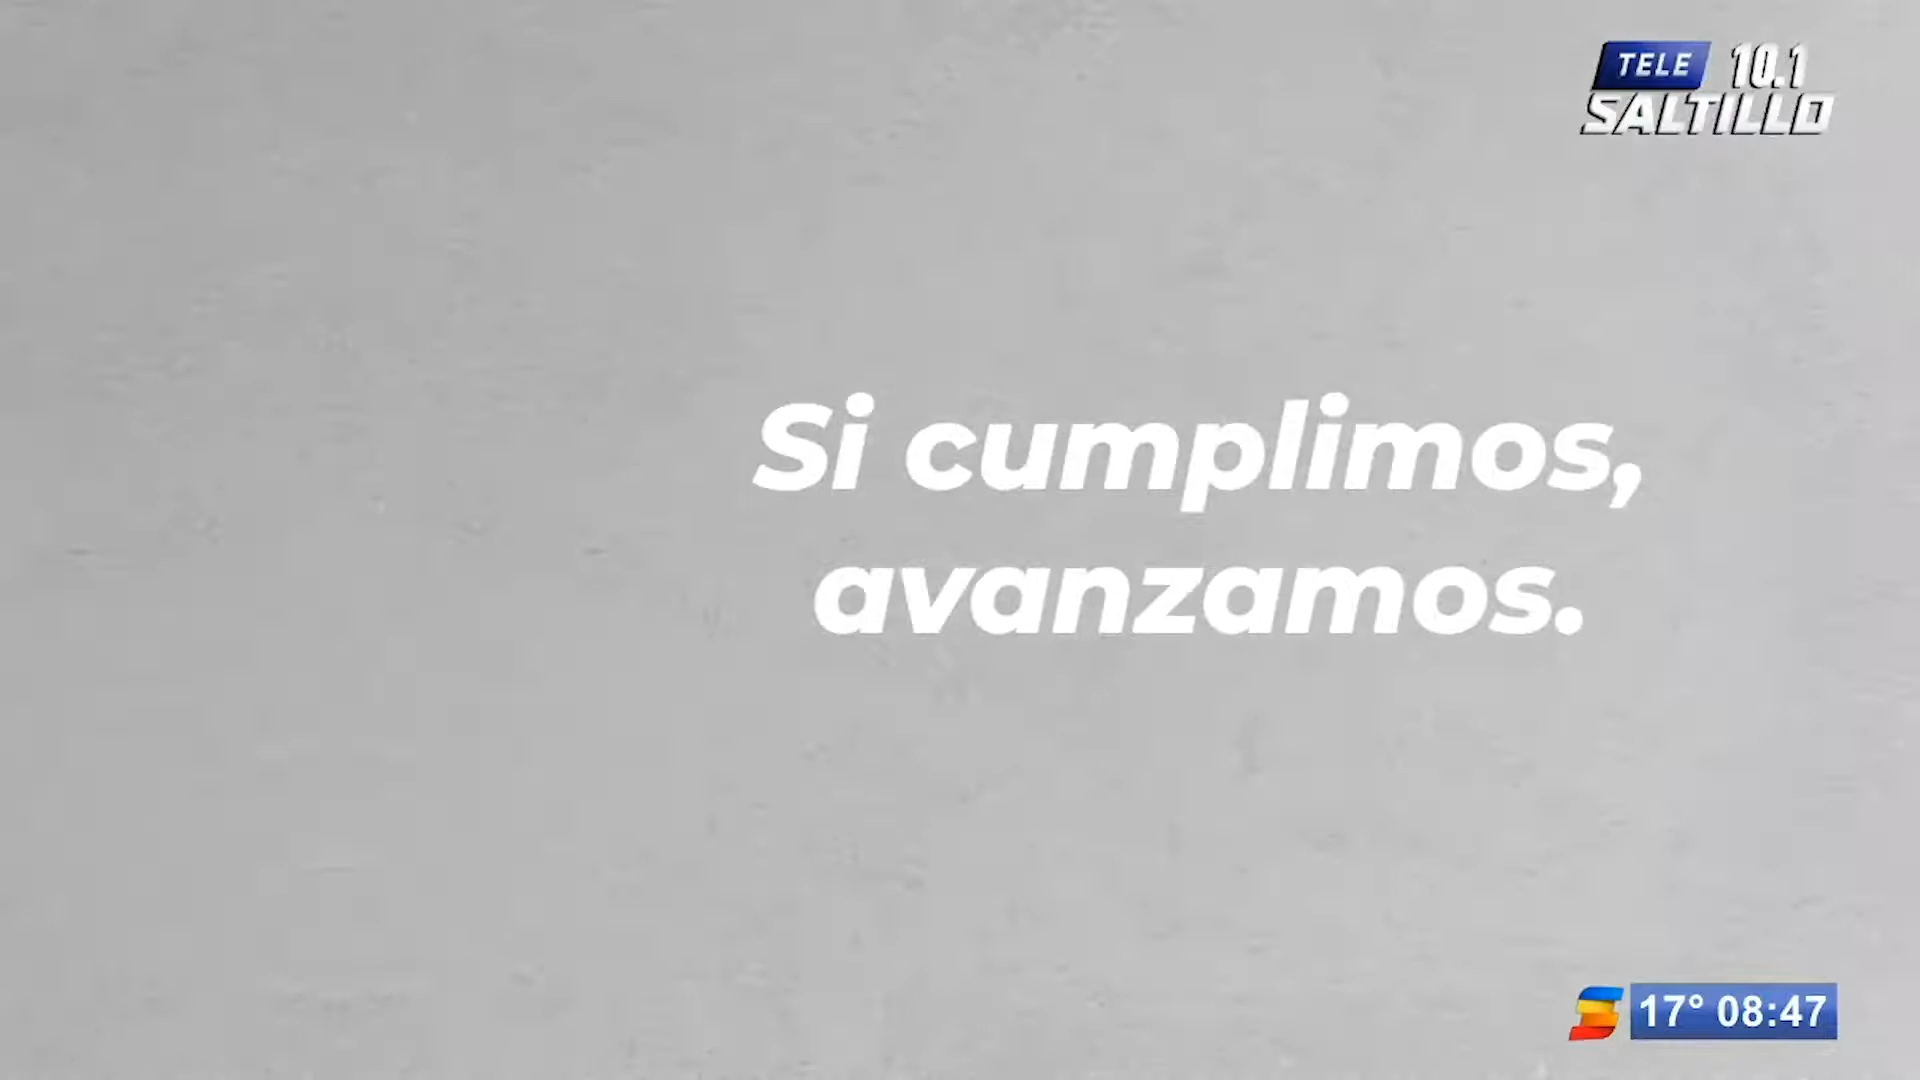 TELE 10.1
SALTILLO
Si cumplimos,
avanzamos.
17° 08:47